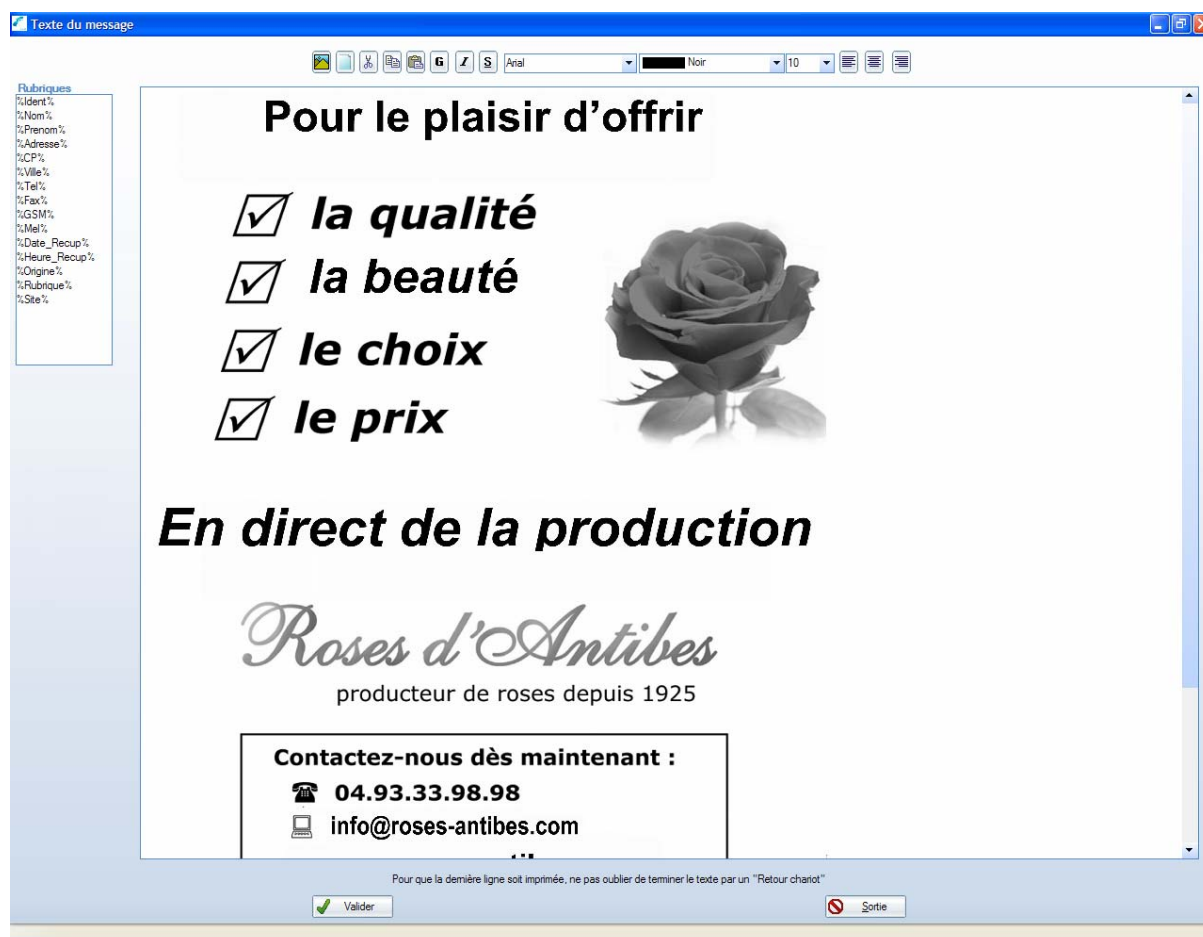 Texte du message
G I S Arial Noir 10
Rubriques
%Ident%
%Nom%
%Prenom%
%Adresse%
%CP%
%Ville%
%Tel%
%Fax%
%GSM%
%Mel%
%Date_Recup%
%Heure_Recup%
%Origine%
%Rubrique%
%Site%
Pour le plaisir d’offrir
la qualité
la beauté
le choix
le prix
En direct de la production
Roses d'Antibes
producteur de roses depuis 1925
Contactez-nous dès maintenant :
04.93.33.98.98
info@roses-antibes.com
Pour que la dernière ligne soit imprimée, ne pas oublier de terminer le texte par un "Retour chariot"
Valider
Sortie